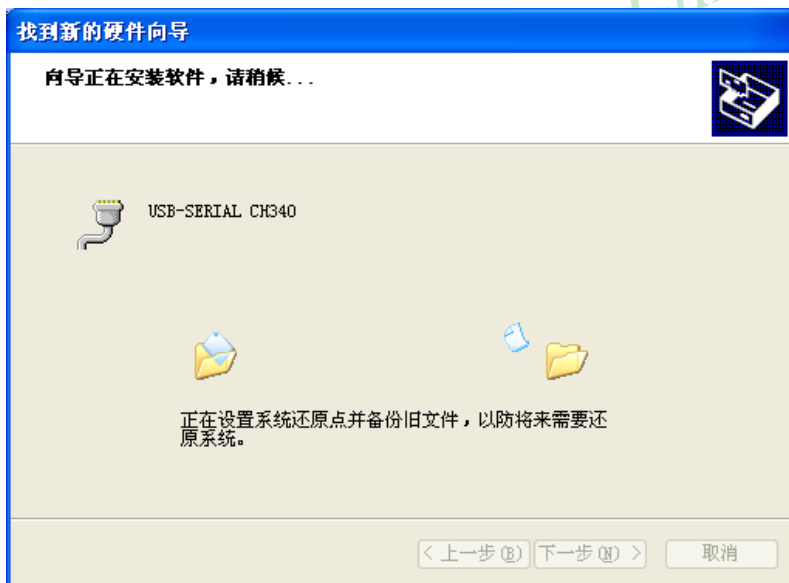 找到新的硬件向导
向导正在安装软件，请稍候...
USB-SERIAL CH340
正在设置系统还原点并备份旧文件，以防将来需要还
原系统。
< 上一步(B) 下一步(N) > 取消